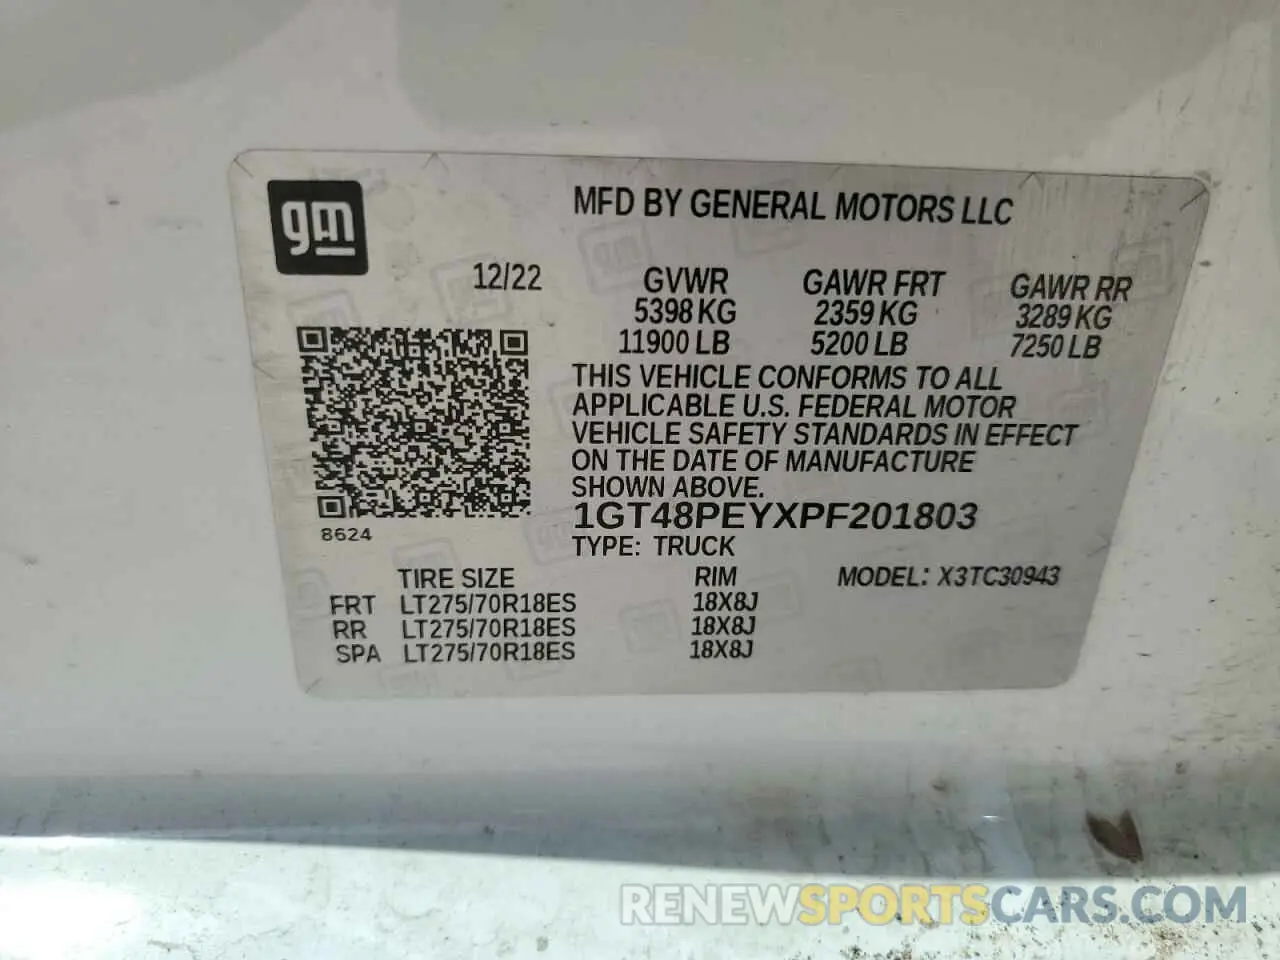 gm
MFD BY GENERAL MOTORS LLC
12/22
GVWR GAWR FRT GAWR RR
5398 KG 2359 KG 3289 KG
11900 LB 5200 LB 7250 LB
THIS VEHICLE CONFORMS TO ALL
APPLICABLE U.S. FEDERAL MOTOR
VEHICLE SAFETY STANDARDS IN EFFECT
ON THE DATE OF MANUFACTURE
SHOWN ABOVE.
8624
1GT48PEYXPF201803
TYPE: TRUCK
TIRE SIZE RIM MODEL: X3TC30943
FRT LT275/70R18ES 18X8J
RR LT275/70R18ES 18X8J
SPA LT275/70R18ES 18X8J
RENEWSPORTSCARS.COM